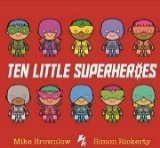 TEN LITTLE SUPERHEROES
Mike Brownlow
Simon Rickerty